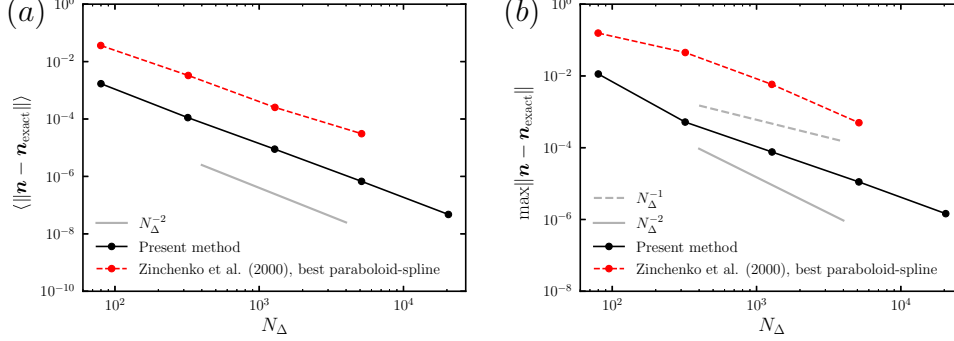 (a)
10^0
10^{-2}
10^{-4}
10^{-6}
10^{-8}
10^{-10}
⟨‖n − n_exact‖⟩
N_Δ^{-2}
Present method
Zinchenko et al. (2000), best paraboloid-spline
10^2
10^3
10^4
N_Δ
(b)
10^0
10^{-2}
10^{-4}
10^{-6}
10^{-8}
max‖n − n_exact‖
N_Δ^{-1}
N_Δ^{-2}
Present method
Zinchenko et al. (2000), best paraboloid-spline
10^2
10^3
10^4
N_Δ